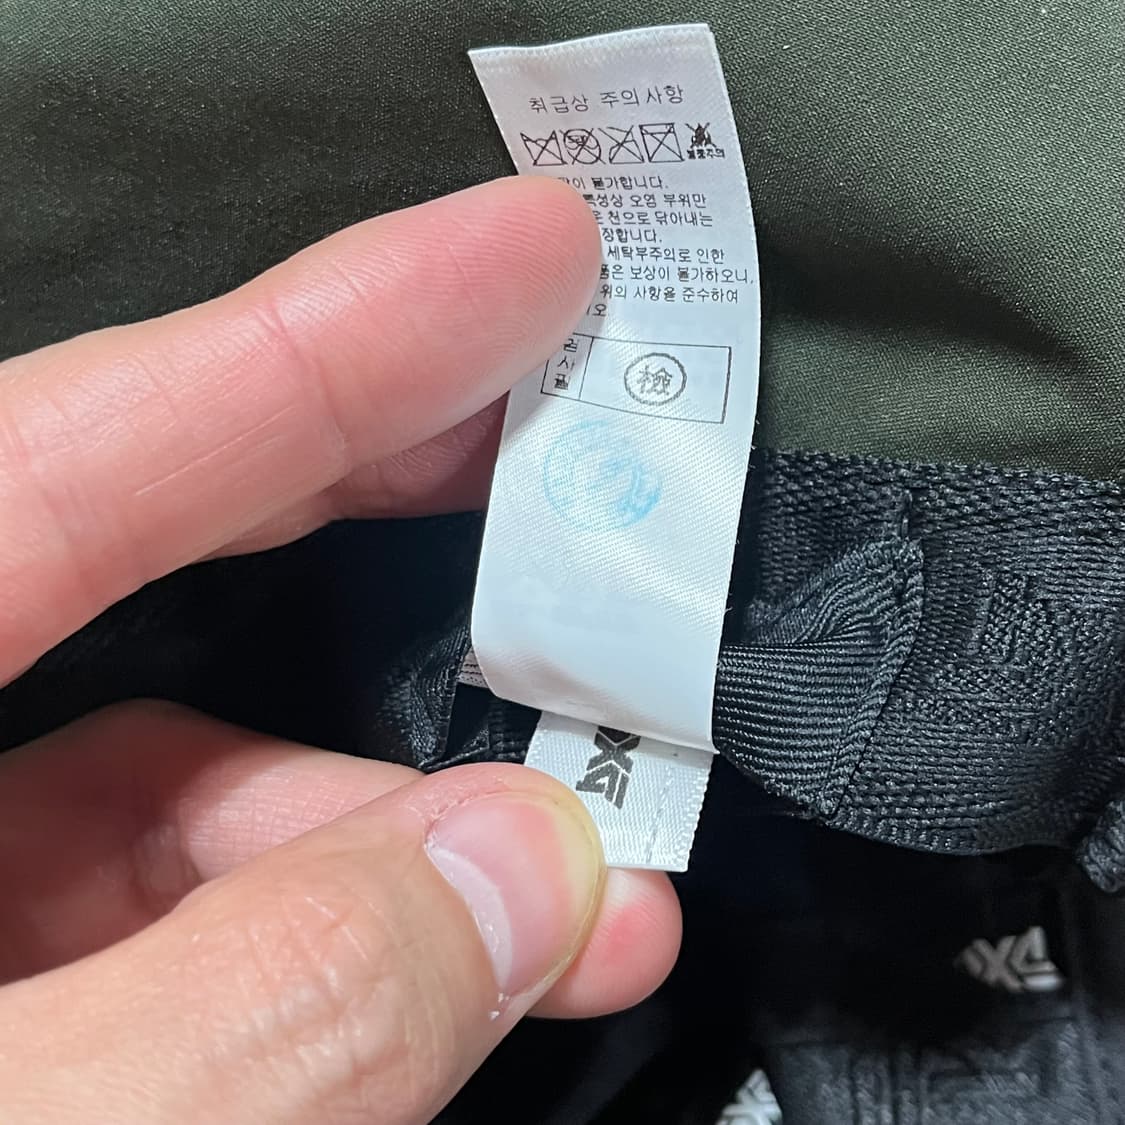 취급상 주의사항
불꽃주의
불가합니다.
특성상 오염 부위만
천으로 닦아내는
장합니다.
세탁부주의로 인한
품은 보상이 불가하오니,
위의 사항을 준수하여
오.
검
사
필
檢
PXG
PXG
PXG